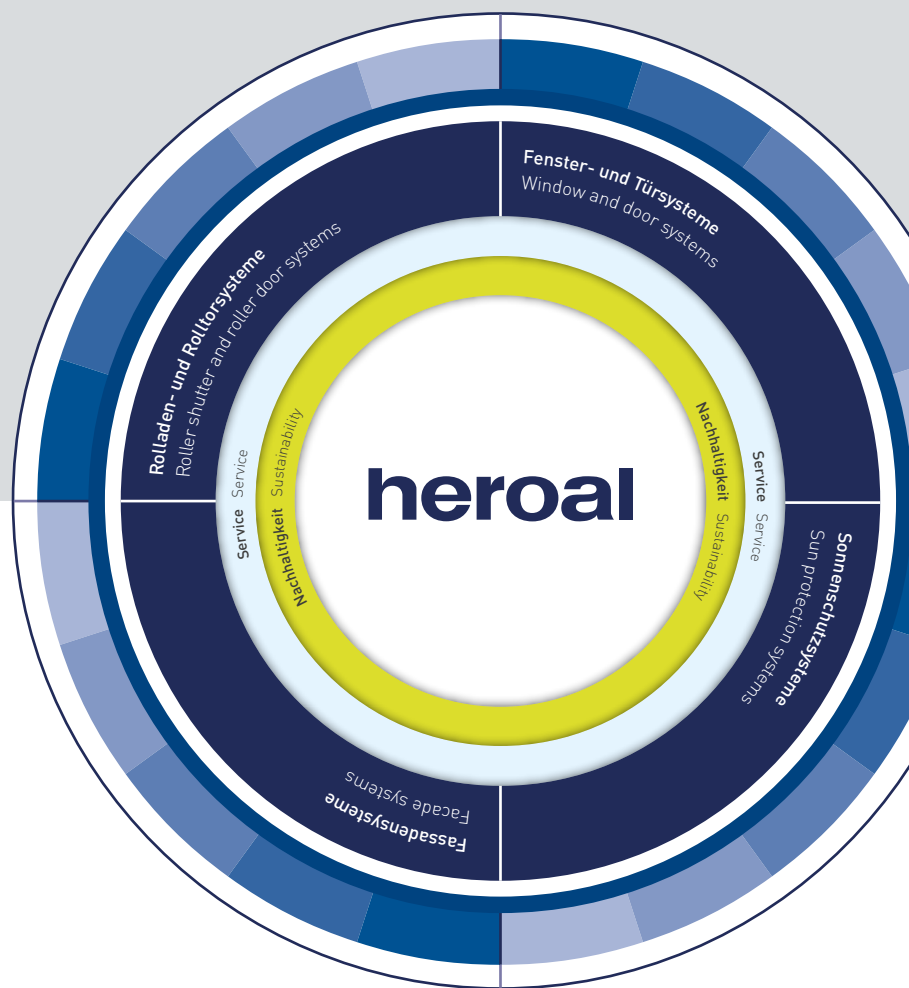 Fenster- und Türsysteme
Window and door systems
Rolladen- und Rolltorsysteme
Roller shutter and roller door systems
Service Service
Nachhaltigkeit Sustainability
heroal
Nachhaltigkeit Sustainability
Service Service
Sonnenschutzsysteme
Sun protection systems
Fassadensysteme
Facade systems